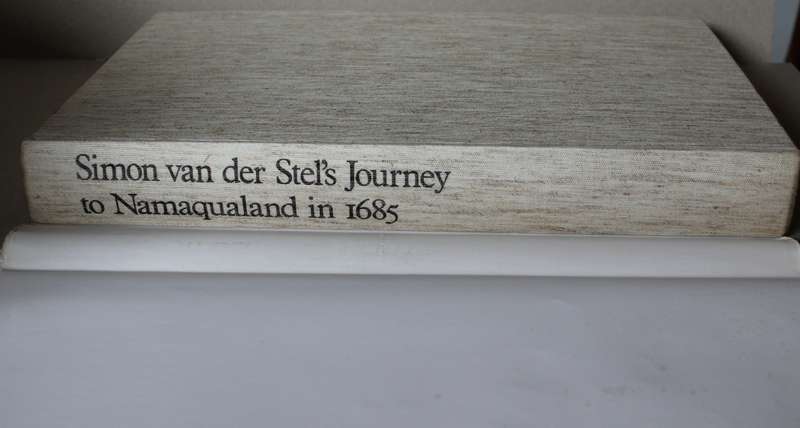 Simon van der Stel's Journey
to Namaqualand in 1685